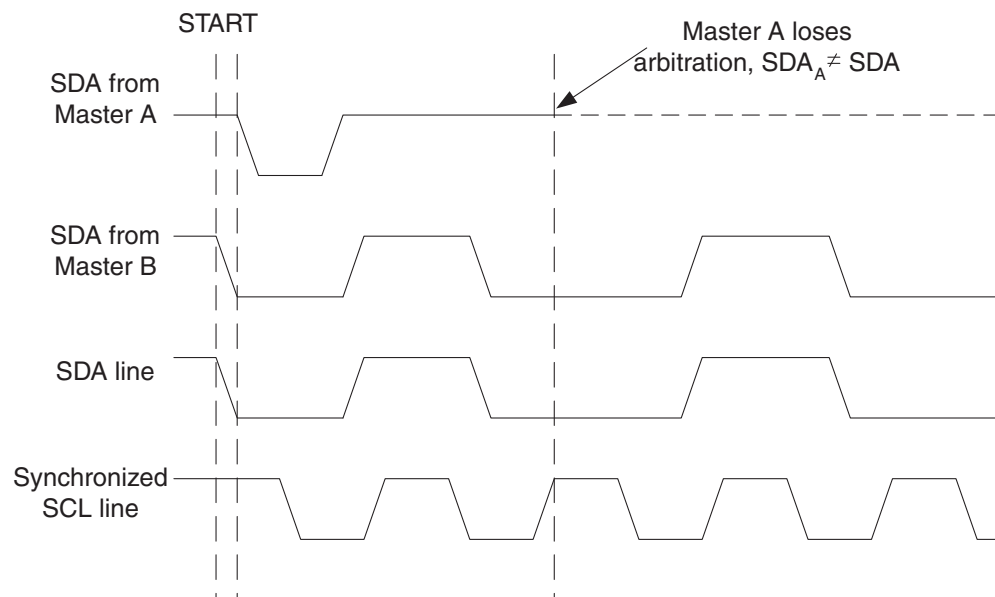 START
Master A loses
arbitration, SDA_A≠ SDA
SDA from
Master A
SDA from
Master B
SDA line
Synchronized
SCL line